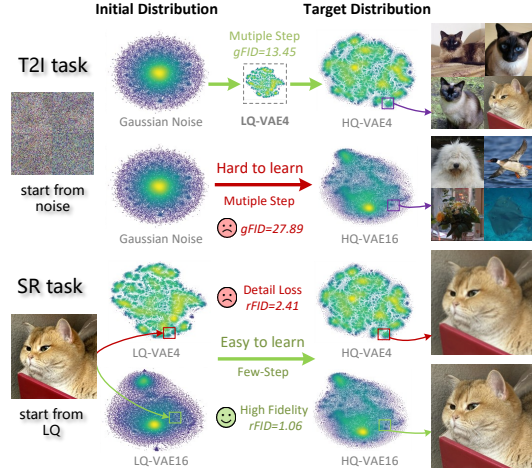 Initial Distribution
Target Distribution
T2I task
start from
noise
Mutiple Step
gFID=13.45
Gaussian Noise
LQ-VAE4
HQ-VAE4
Hard to learn
Mutiple Step
gFID=27.89
Gaussian Noise
HQ-VAE16
SR task
start from
LQ
Detail Loss
rFID=2.41
LQ-VAE4
HQ-VAE4
Easy to learn
Few-Step
High Fidelity
rFID=1.06
LQ-VAE16
HQ-VAE16